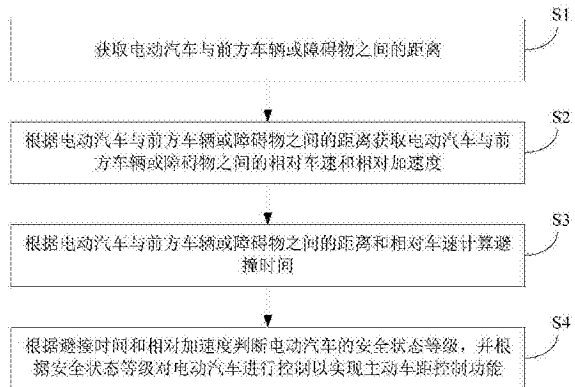 S1
获取电动汽车与前方车辆或障碍物之间的距离
S2
根据电动汽车与前方车辆或障碍物之间的距离获取电动汽车与前
方车辆或障碍物之间的相对车速和相对加速度
S3
根据电动汽车与前方车辆或障碍物之间的距离和相对车速计算避
撞时间
S4
根据避撞时间和相对加速度判断电动汽车的安全状态等级，并根
据安全状态等级对电动汽车进行控制以实现主动车距控制功能